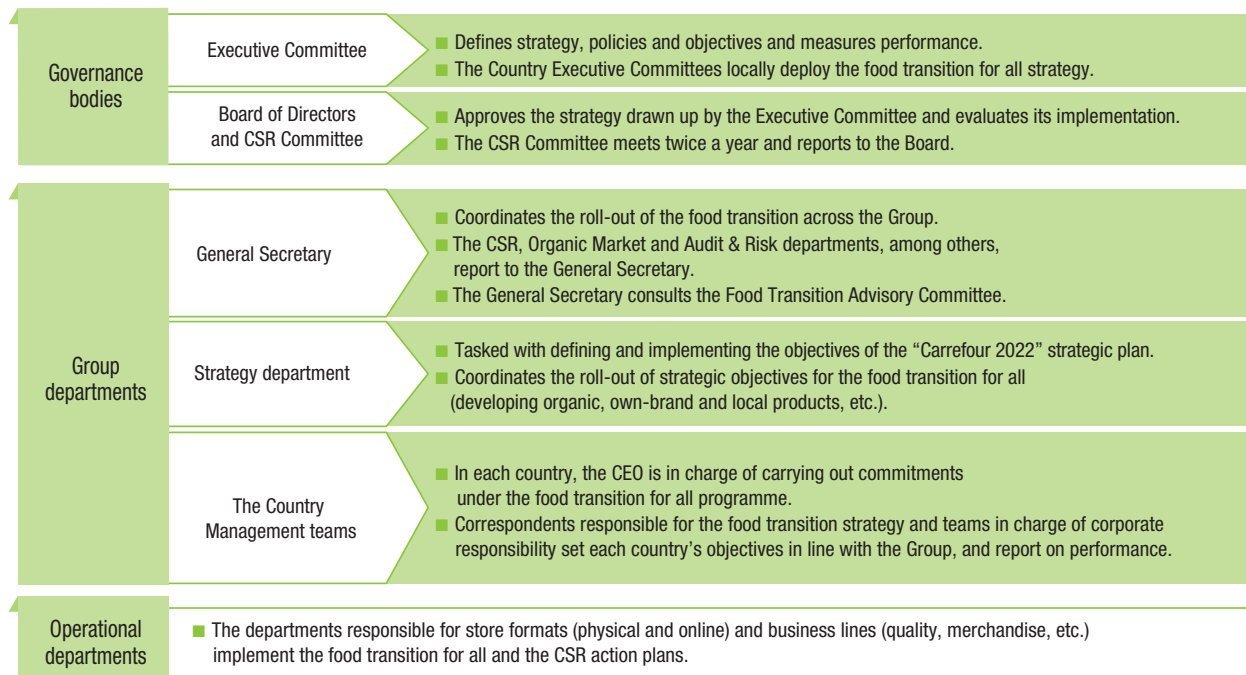 Governance
bodies
Executive Committee
■ Defines strategy, policies and objectives and measures performance.
■ The Country Executive Committees locally deploy the food transition for all strategy.
Board of Directors
and CSR Committee
■ Approves the strategy drawn up by the Executive Committee and evaluates its implementation.
■ The CSR Committee meets twice a year and reports to the Board.
Group
departments
General Secretary
■ Coordinates the roll-out of the food transition across the Group.
■ The CSR, Organic Market and Audit & Risk departments, among others,
report to the General Secretary.
■ The General Secretary consults the Food Transition Advisory Committee.
Strategy department
■ Tasked with defining and implementing the objectives of the “Carrefour 2022” strategic plan.
■ Coordinates the roll-out of strategic objectives for the food transition for all
(developing organic, own-brand and local products, etc.).
The Country
Management teams
■ In each country, the CEO is in charge of carrying out commitments
under the food transition for all programme.
■ Correspondents responsible for the food transition strategy and teams in charge of corporate
responsibility set each country’s objectives in line with the Group, and report on performance.
Operational
departments
■ The departments responsible for store formats (physical and online) and business lines (quality, merchandise, etc.)
implement the food transition for all and the CSR action plans.